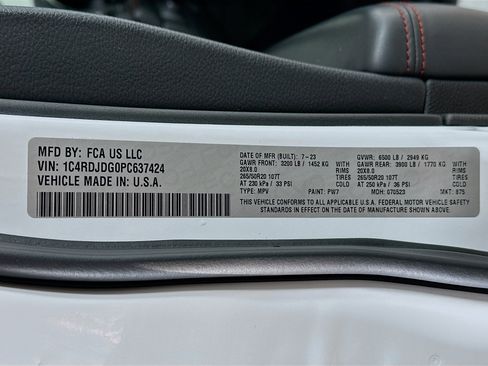 MFD BY: FCA US LLC
VIN: 1C4RDJDG0PC637424
VEHICLE MADE IN: U.S.A.
DATE OF MFR (BUILT): 7-23 GVWR: 6500 LB / 2949 KG
GAWR FRONT: 3200 LB / 1452 KG GAWR REAR: 3900 LB / 1770 KG
20X8.0 RIMS 20X8.0 RIMS
265/50R20 107T TIRES 265/50R20 107T TIRES
AT 230 kPa / 33 PSI COLD AT 250 kPa / 36 PSI COLD
TYPE: MPV PAINT: PW7 MDH: 070523 MKT: 875
THIS VEHICLE CONFORMS TO ALL APPLICABLE U.S.A. FEDERAL MOTOR VEHICLE SAFETY
STANDARDS IN EFFECT ON THE DATE OF MANUFACTURE SHOWN ABOVE.